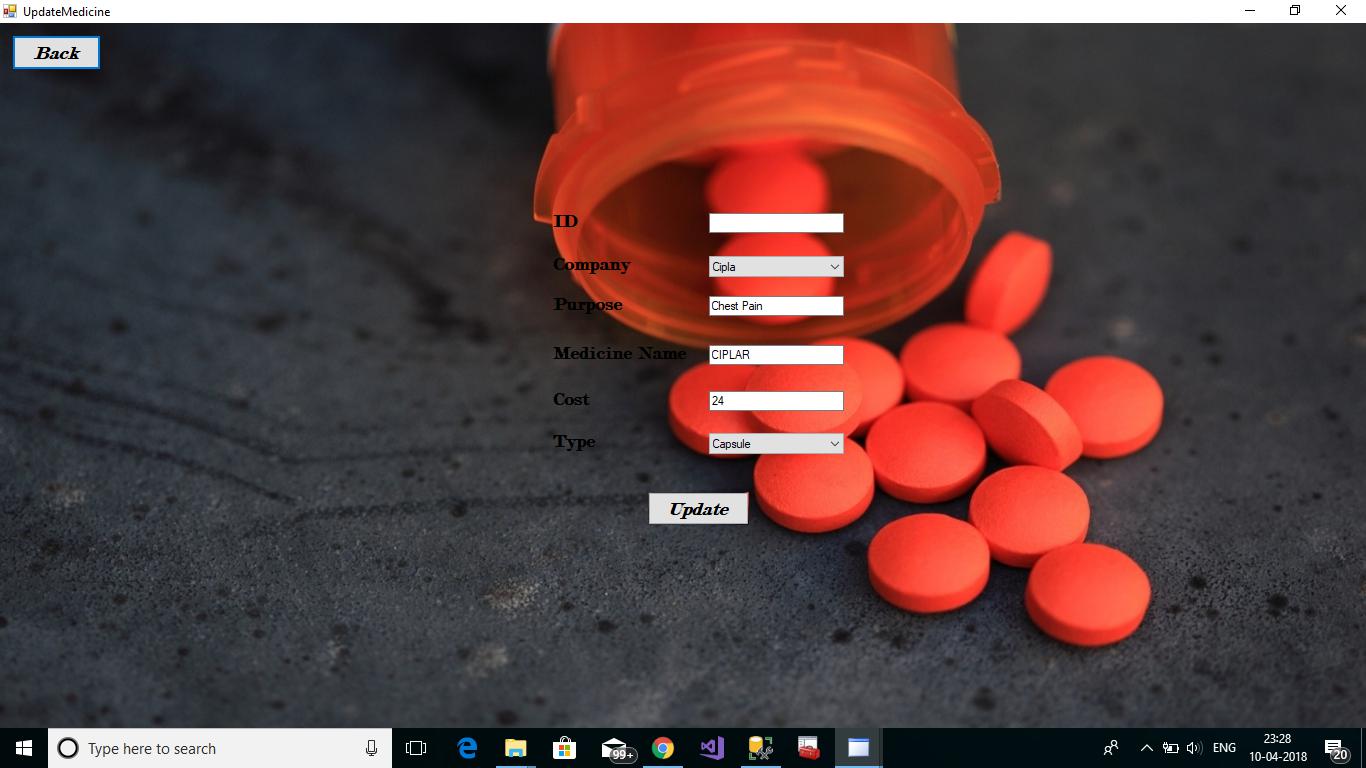 UpdateMedicine
Back
ID
Company Cipla
Purpose Chest Pain
Medicine Name CIPLAR
Cost 24
Type Capsule
Update
Type here to search 99+ ENG 23:28 20
10-04-2018